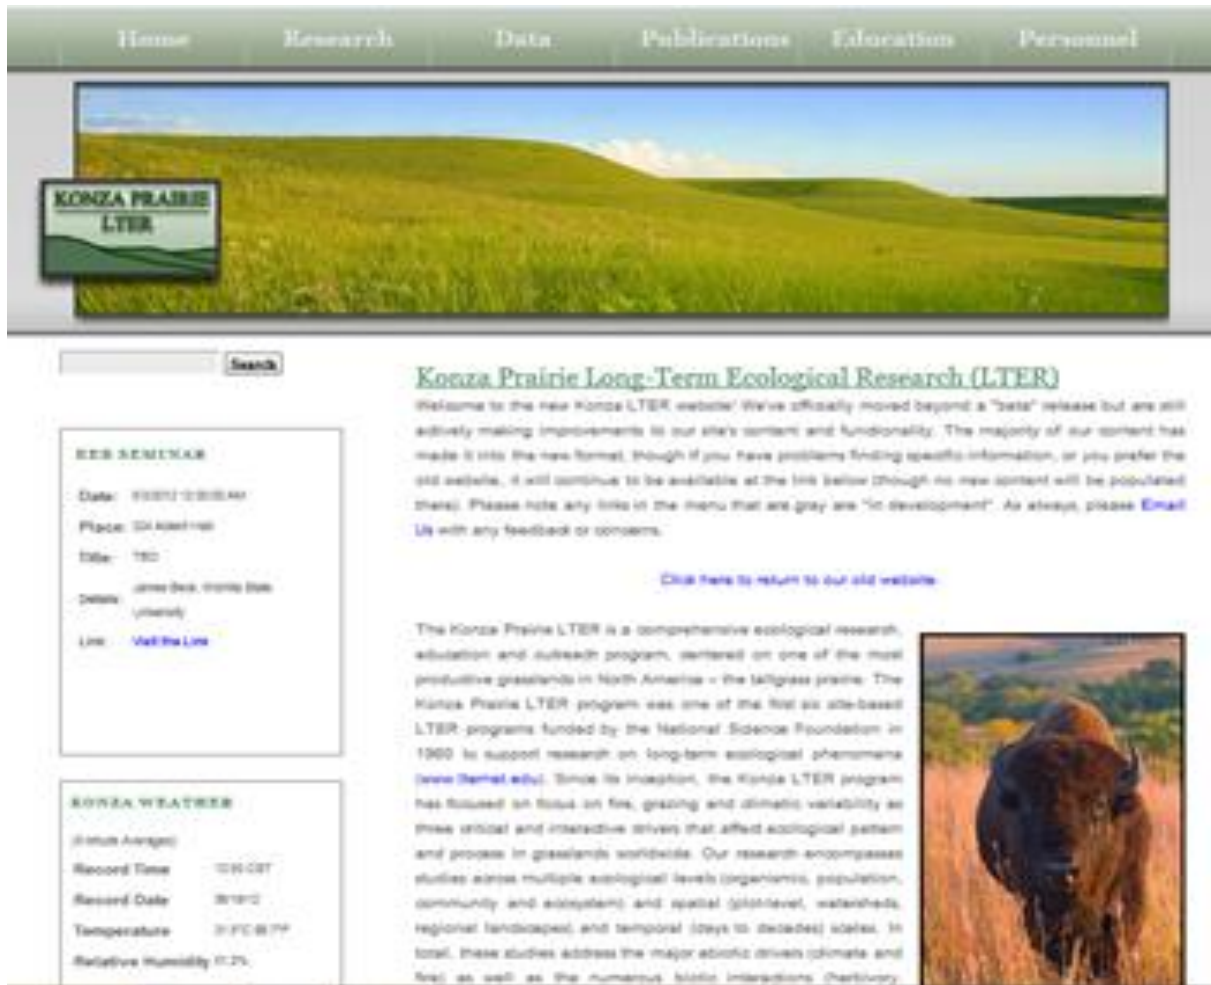 Home Research Data Publications Education Personnel
KONZA PRAIRIE
LTER
Search
EEB SEMINAR
Date:
Place:
Title: TBD
Details:
University
Link: Visit the Link
KONZA WEATHER
Record Time
Record Date
Temperature
Relative Humidity
Konza Prairie Long-Term Ecological Research (LTER)
Welcome to the new Konza LTER website! We've officially moved beyond a "beta" release but are still
actively making improvements to our site's content and functionality. The majority of our content has
made it into the new format, though if you have problems finding specific information, or you prefer the
old website, it will continue to be available at the link below (though no new content will be populated
there). Please note any links in the menu that are gray are "in development". As always, please Email
Us with any feedback or concerns.
Click here to return to our old website.
The Konza Prairie LTER is a comprehensive ecological research,
education and outreach program, centered on one of the most
productive grasslands in North America – the tallgrass prairie. The
Konza Prairie LTER program was one of the first six site-based
LTER programs funded by the National Science Foundation in
1980 to support research on long-term ecological phenomena
(www.lternet.edu). Since its inception, the Konza LTER program
has focused on focus on fire, grazing and climatic variability as
three critical and interactive drivers that affect ecological pattern
and process in grasslands worldwide. Our research encompasses
studies across multiple ecological levels (organismic, population,
community and ecosystem) and spatial (plot-level, watersheds,
regional landscapes) and temporal (days to decades) scales. In
total, these studies address the major abiotic drivers (climate and
fire) as well as the numerous biotic interactions (herbivory,